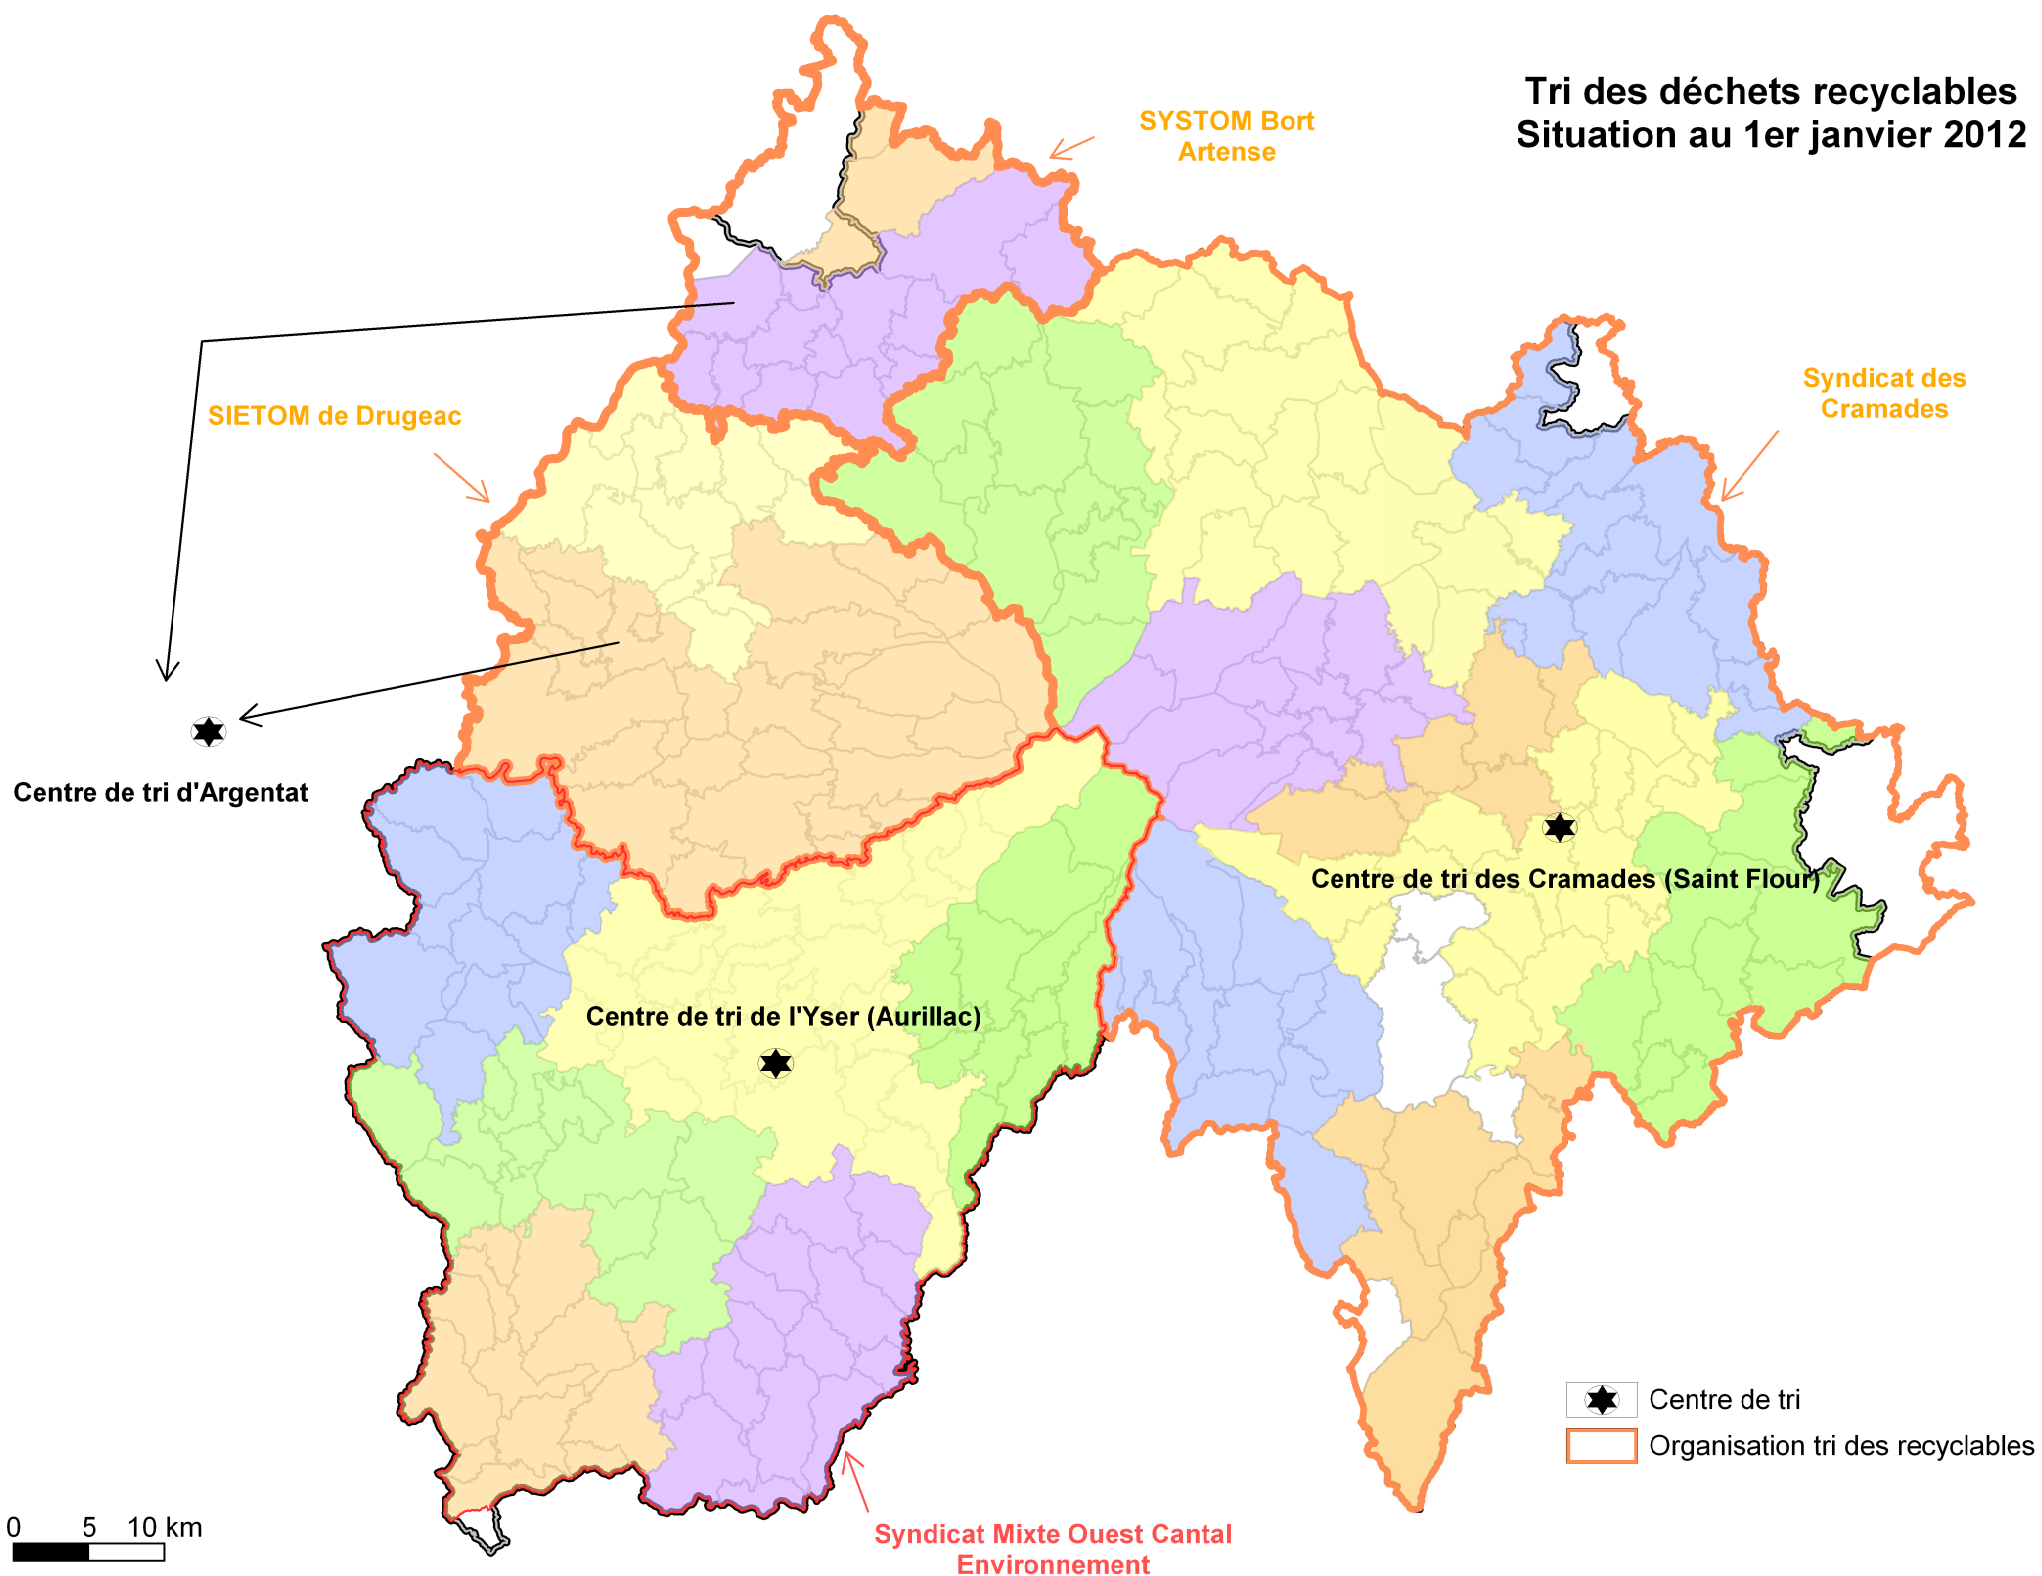 Tri des déchets recyclables
Situation au 1er janvier 2012
SYSTOM Bort
Artense
Syndicat des
Cramades
SIETOM de Drugeac
Centre de tri d'Argentat
Centre de tri des Cramades (Saint Flour)
Centre de tri de l'Yser (Aurillac)
Centre de tri
Organisation tri des recyclables
0 5 10 km
Syndicat Mixte Ouest Cantal
Environnement